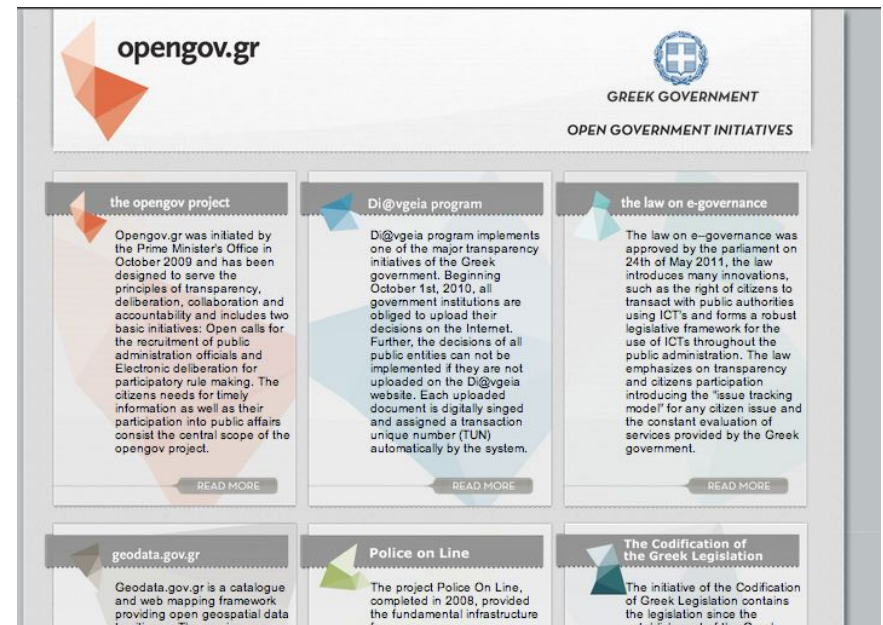 opengov.gr
GREEK GOVERNMENT
OPEN GOVERNMENT INITIATIVES
the opengov project
Opengov.gr was initiated by
the Prime Minister's Office in
October 2009 and has been
designed to serve the
principles of transparency,
deliberation, collaboration and
accountability and includes two
basic initiatives: Open calls for
the recruitment of public
administration officials and
Electronic deliberation for
participatory rule making. The
citizens needs for timely
information as well as their
participation into public affairs
consist the central scope of the
opengov project.
READ MORE
Di@vgeia program
Di@vgeia program implements
one of the major transparency
initiatives of the Greek
government. Beginning
October 1st, 2010, all
government institutions are
obliged to upload their
decisions on the Internet.
Further, the decisions of all
public entities can not be
implemented if they are not
uploaded on the Di@vgeia
website. Each uploaded
document is digitally singed
and assigned a transaction
unique number (TUN)
automatically by the system.
READ MORE
the law on e-governance
The law on e–governance was
approved by the parliament on
24th of May 2011, the law
introduces many innovations,
such as the right of citizens to
transact with public authorities
using ICT's and forms a robust
legislative framework for the
use of ICTs throughout the
public administration. The law
emphasizes on transparency
and citizens participation
introducing the "issue tracking
model" for any citizen issue and
the constant evaluation of
services provided by the Greek
government.
READ MORE
geodata.gov.gr
Geodata.gov.gr is a catalogue
and web mapping framework
providing open geospatial data
Police on Line
The project Police On Line,
completed in 2008, provided
the fundamental infrastructure
The Codification of
the Greek Legislation
The initiative of the Codification
of Greek Legislation contains
the legislation since the